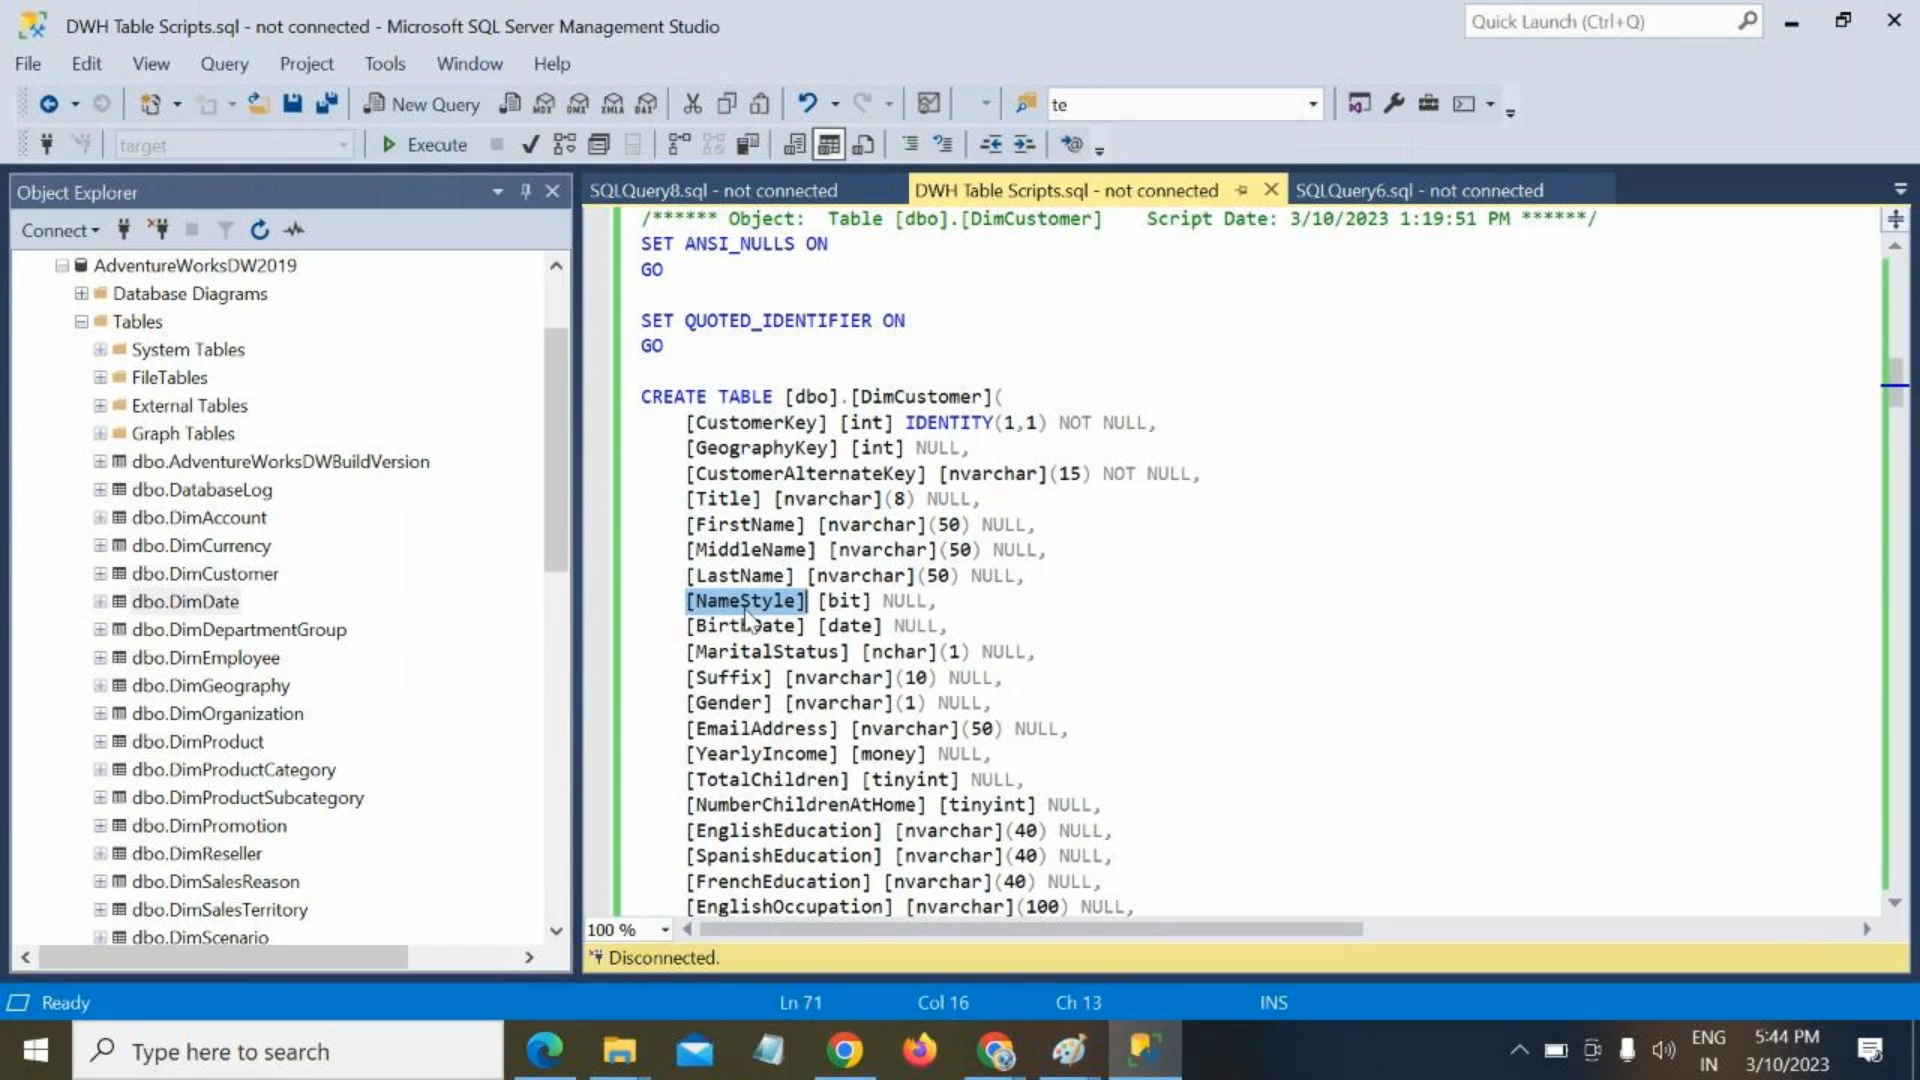 DWH Table Scripts.sql - not connected - Microsoft SQL Server Management Studio
Quick Launch (Ctrl+Q)
File Edit View Query Project Tools Window Help
New Query MDX DMX XMLA DAX te
target Execute
Object Explorer
SQLQuery8.sql - not connected DWH Table Scripts.sql - not connected SQLQuery6.sql - not connected
Connect
AdventureWorksDW2019
Database Diagrams
Tables
System Tables
FileTables
External Tables
Graph Tables
dbo.AdventureWorksDWBuildVersion
dbo.DatabaseLog
dbo.DimAccount
dbo.DimCurrency
dbo.DimCustomer
dbo.DimDate
dbo.DimDepartmentGroup
dbo.DimEmployee
dbo.DimGeography
dbo.DimOrganization
dbo.DimProduct
dbo.DimProductCategory
dbo.DimProductSubcategory
dbo.DimPromotion
dbo.DimReseller
dbo.DimSalesReason
dbo.DimSalesTerritory
dbo.DimScenario
/****** Object:  Table [dbo].[DimCustomer]    Script Date: 3/10/2023 1:19:51 PM ******/
SET ANSI_NULLS ON
GO
SET QUOTED_IDENTIFIER ON
GO
CREATE TABLE [dbo].[DimCustomer](
[CustomerKey] [int] IDENTITY(1,1) NOT NULL,
[GeographyKey] [int] NULL,
[CustomerAlternateKey] [nvarchar](15) NOT NULL,
[Title] [nvarchar](8) NULL,
[FirstName] [nvarchar](50) NULL,
[MiddleName] [nvarchar](50) NULL,
[LastName] [nvarchar](50) NULL,
[NameStyle] [bit] NULL,
[BirthDate] [date] NULL,
[MaritalStatus] [nchar](1) NULL,
[Suffix] [nvarchar](10) NULL,
[Gender] [nvarchar](1) NULL,
[EmailAddress] [nvarchar](50) NULL,
[YearlyIncome] [money] NULL,
[TotalChildren] [tinyint] NULL,
[NumberChildrenAtHome] [tinyint] NULL,
[EnglishEducation] [nvarchar](40) NULL,
[SpanishEducation] [nvarchar](40) NULL,
[FrenchEducation] [nvarchar](40) NULL,
[EnglishOccupation] [nvarchar](100) NULL,
100 %
Disconnected.
Ready Ln 71 Col 16 Ch 13 INS
Type here to search
ENG
IN
5:44 PM
3/10/2023